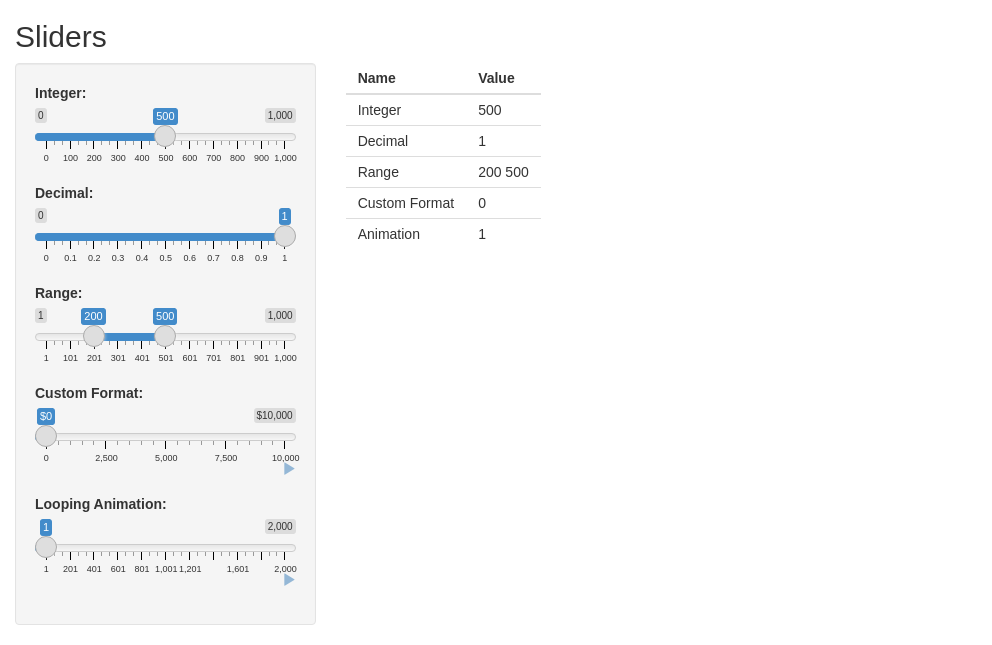 Sliders
Integer:
0 500 1,000
0 100 200 300 400 500 600 700 800 900 1,000
Decimal:
0 1
0 0.1 0.2 0.3 0.4 0.5 0.6 0.7 0.8 0.9 1
Range:
1 200 500 1,000
1 101 201 301 401 501 601 701 801 901 1,000
Custom Format:
$0 $10,000
0 2,500 5,000 7,500 10,000
Looping Animation:
1 2,000
1 201 401 601 801 1,001 1,201 1,601 2,000
Name Value
Integer 500
Decimal 1
Range 200 500
Custom Format 0
Animation 1